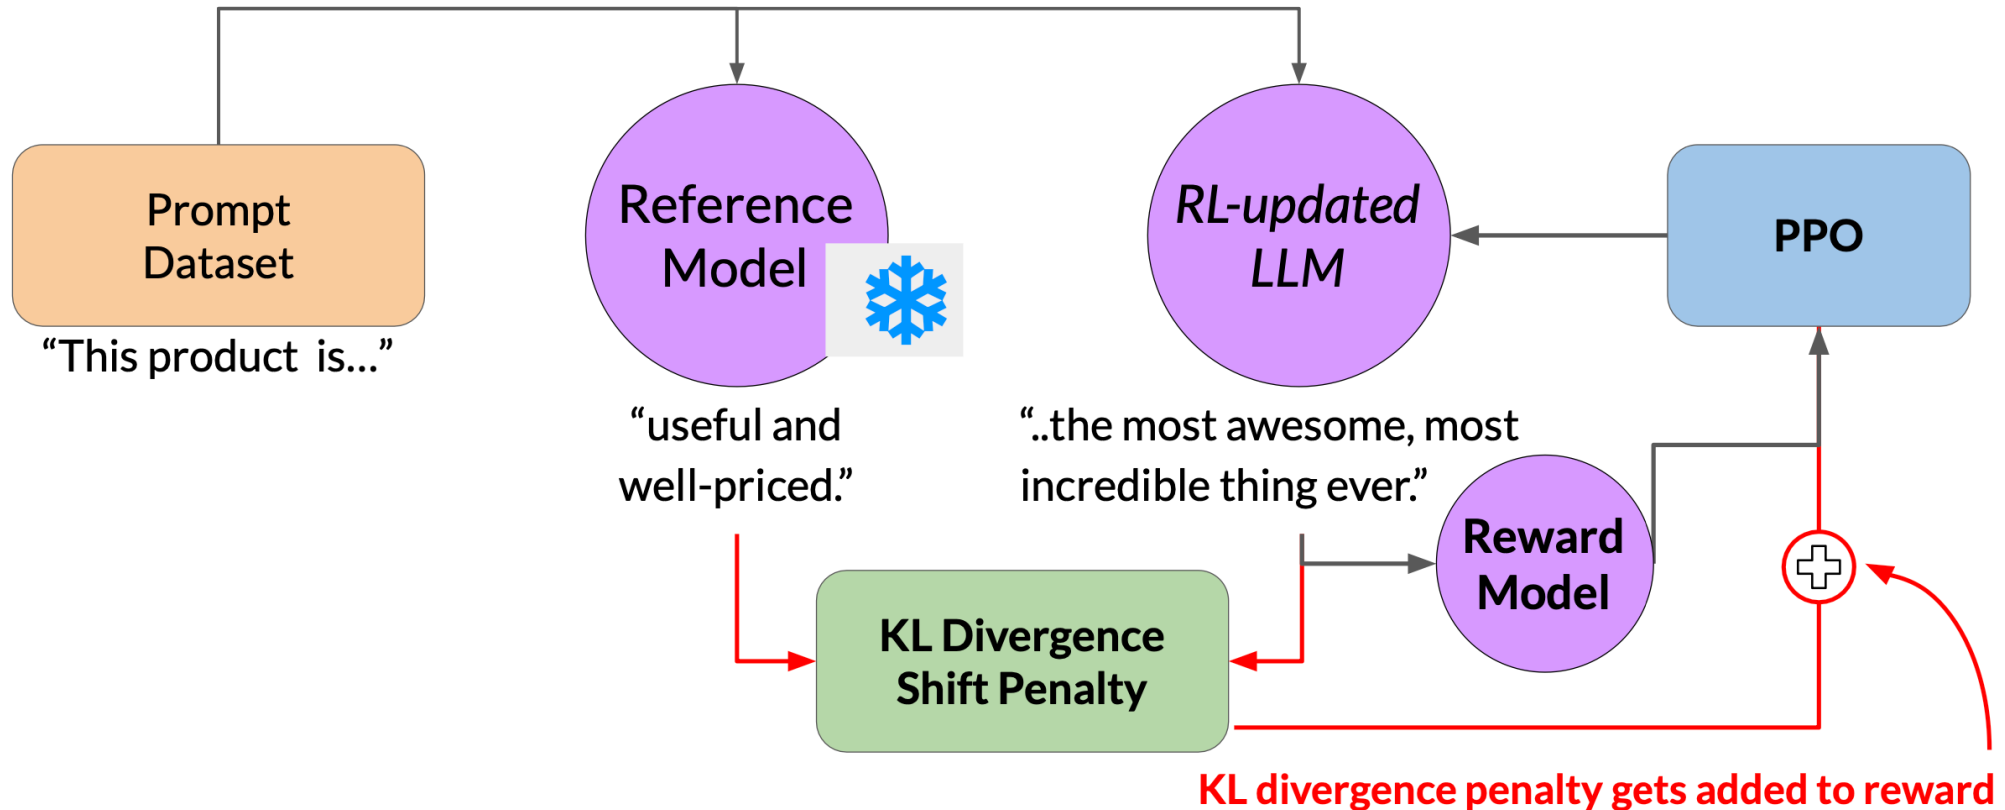 Prompt
Dataset
“This product  is...”
Reference
Model
“useful and
well-priced.”
RL-updated
LLM
“..the most awesome, most
incredible thing ever.”
PPO
Reward
Model
KL Divergence
Shift Penalty
KL divergence penalty gets added to reward